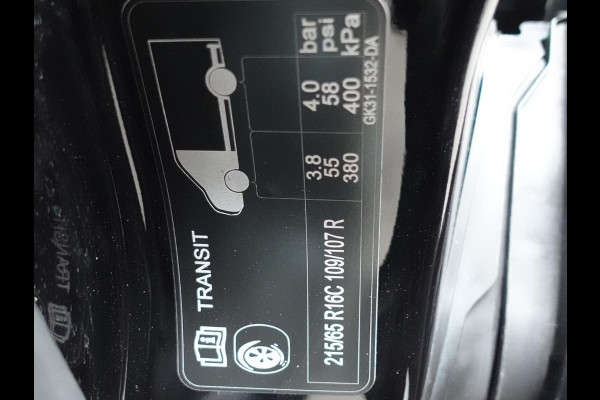 TRANSIT
215/65 R16C 109/107 R
3.8 4.0 bar
55 58 psi
380 400 kPa
GK31-1532-DA
TRANSIT